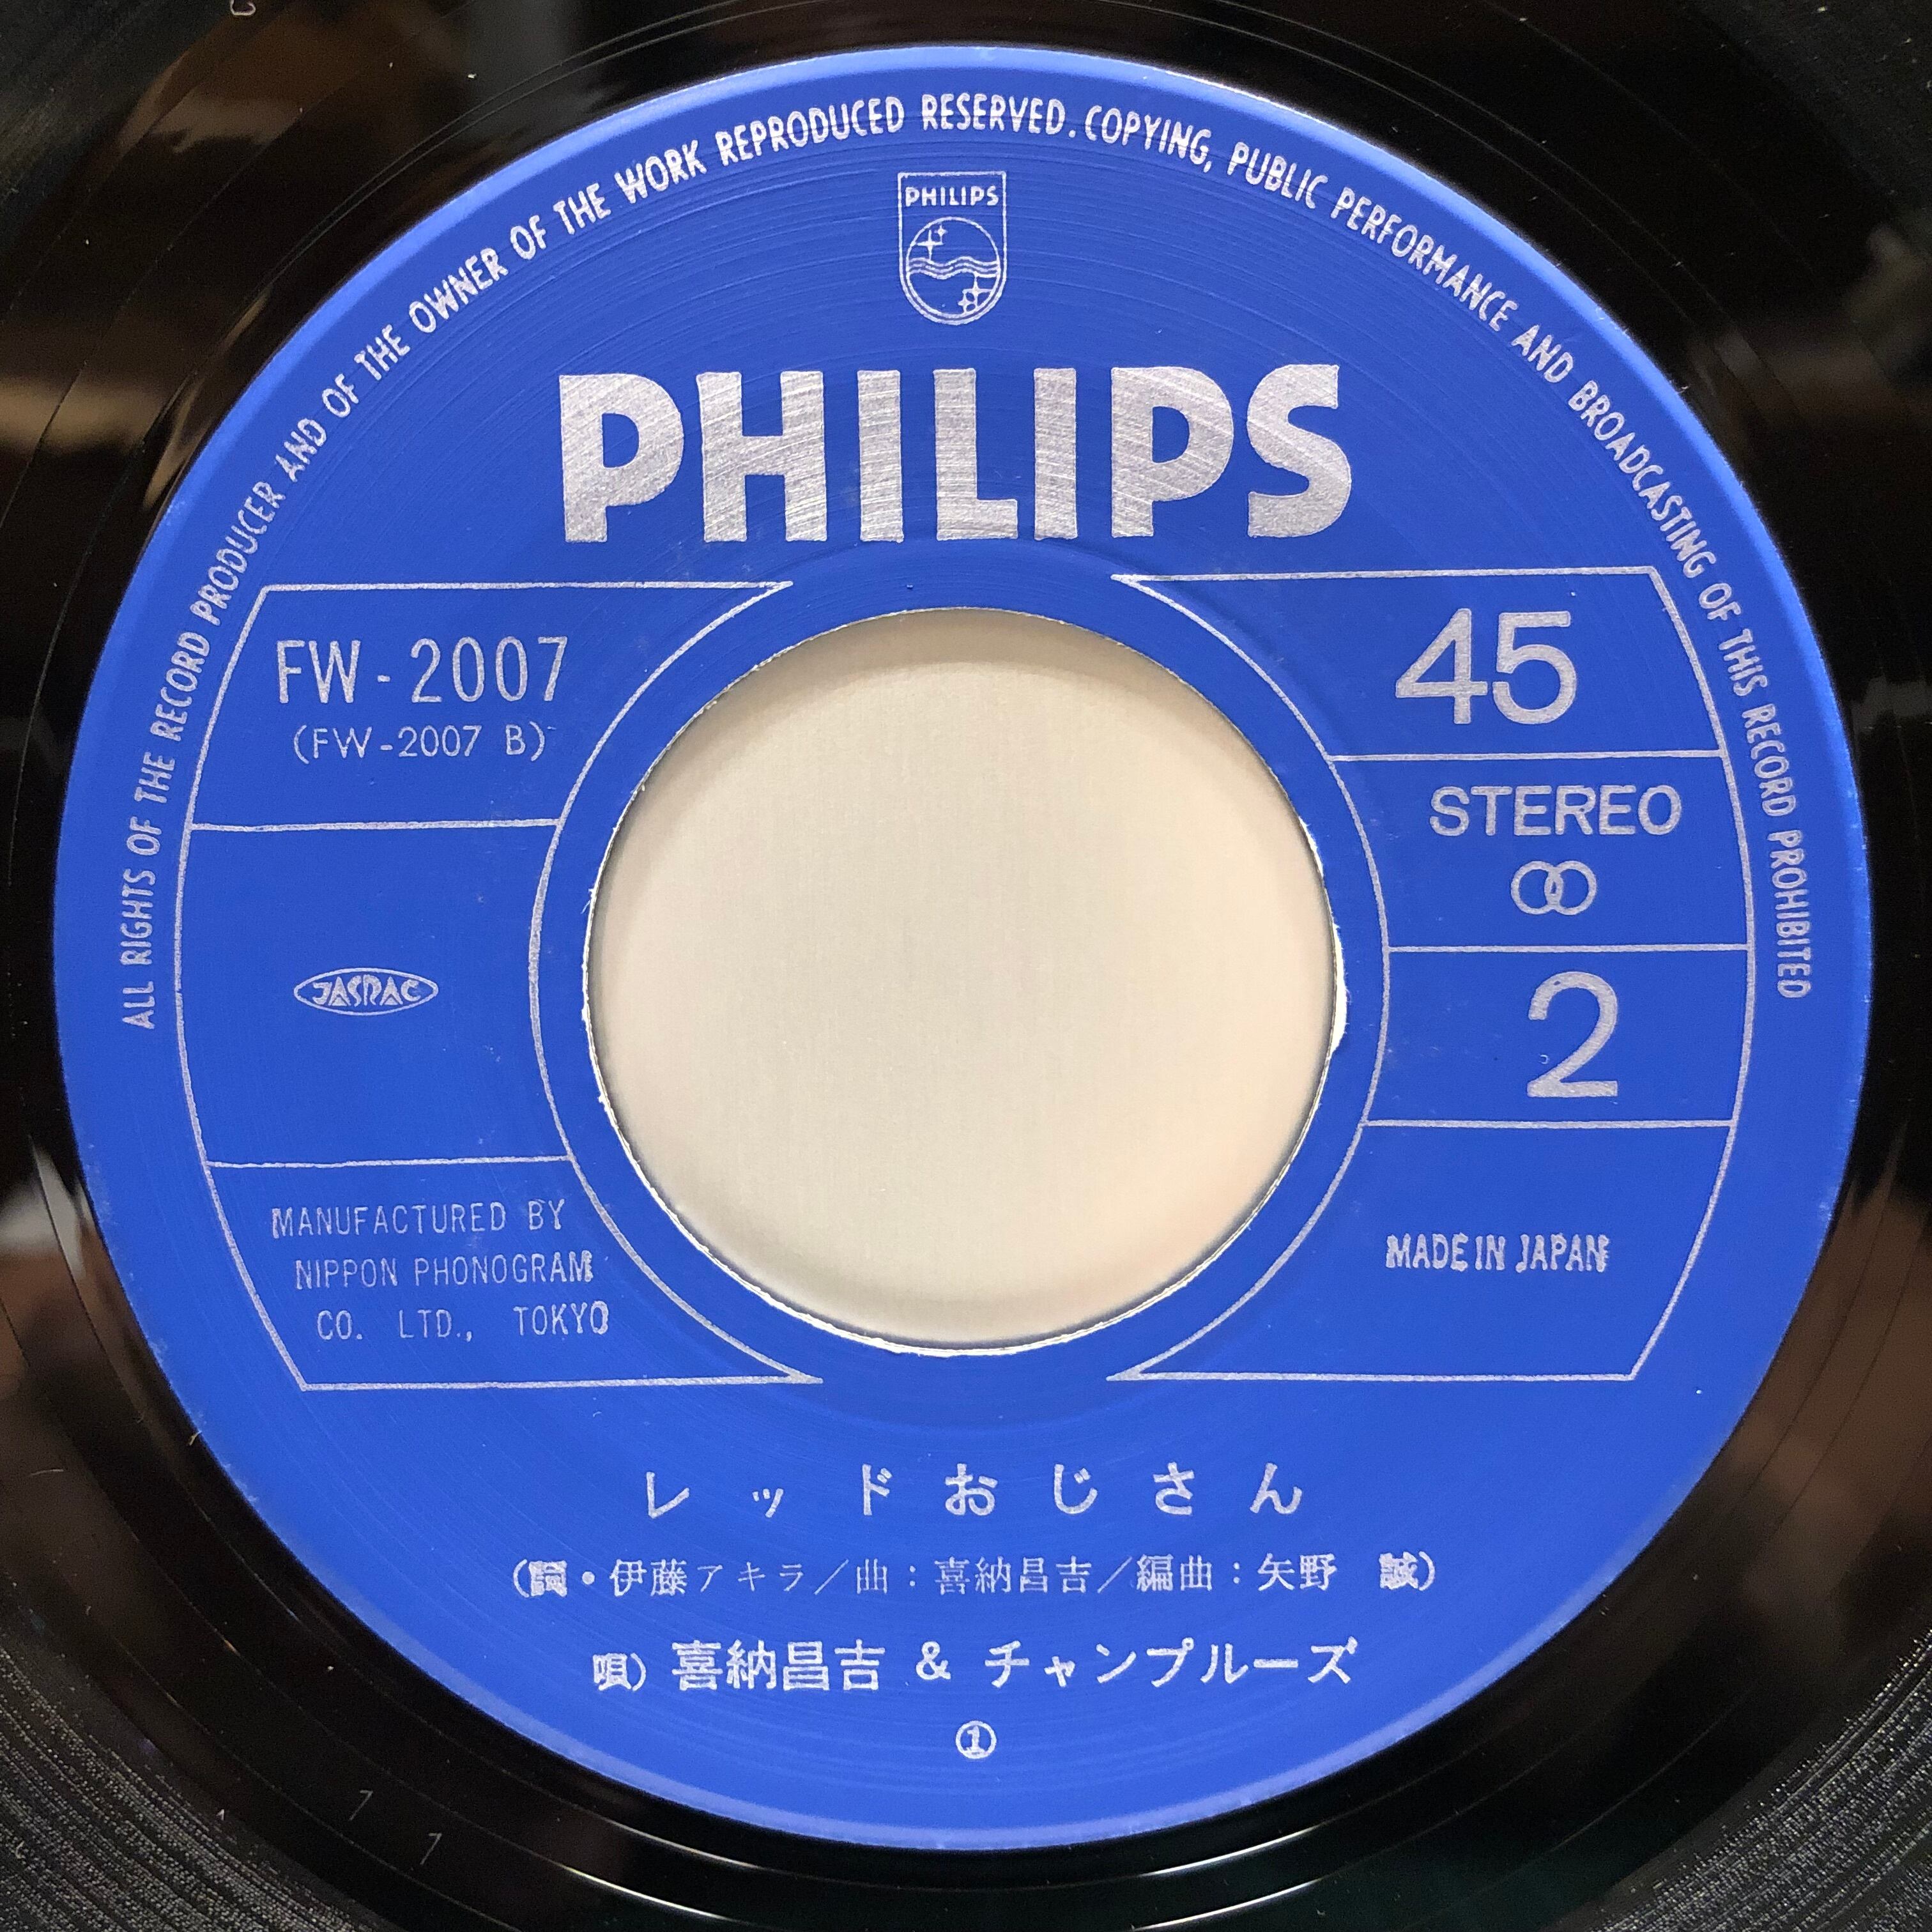 ALL RIGHTS OF THE RECORD PRODUCER AND OF THE OWNER OF THE WORK REPRODUCED RESERVED. COPYING, PUBLIC PERFORMANCE AND BROADCASTING OF THIS RECORD PROHIBITED
PHILIPS
PHILIPS
FW-2007
(FW-2007 B)
JASRAC
MANUFACTURED BY
NIPPON PHONOGRAM
CO. LTD., TOKYO
45
STEREO
2
MADE IN JAPAN
レッドおじさん
(詞・伊藤アキラ/曲:喜納昌吉/編曲:矢野 誠)
唄) 喜納昌吉 & チャンプルーズ
①
1 1